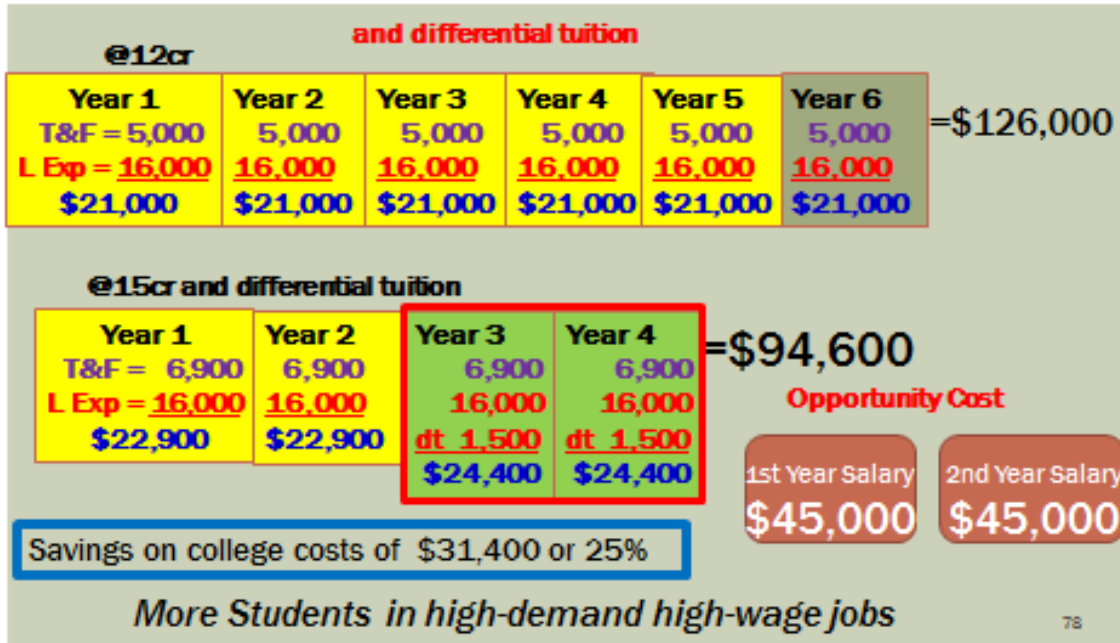 and differential tuition
@12cr
Year 1 Year 2 Year 3 Year 4 Year 5 Year 6
T&F = 5,000 5,000 5,000 5,000 5,000 5,000
L Exp = 16,000 16,000 16,000 16,000 16,000 16,000
$21,000 $21,000 $21,000 $21,000 $21,000 $21,000
=$126,000
@15cr and differential tuition
Year 1 Year 2 Year 3 Year 4
T&F = 6,900 6,900 6,900 6,900
L Exp = 16,000 16,000 16,000 16,000
dt 1,500 dt 1,500
$22,900 $22,900 $24,400 $24,400
=$94,600
Opportunity Cost
1st Year Salary 2nd Year Salary
$45,000 $45,000
Savings on college costs of $31,400 or 25%
More Students in high-demand high-wage jobs
78